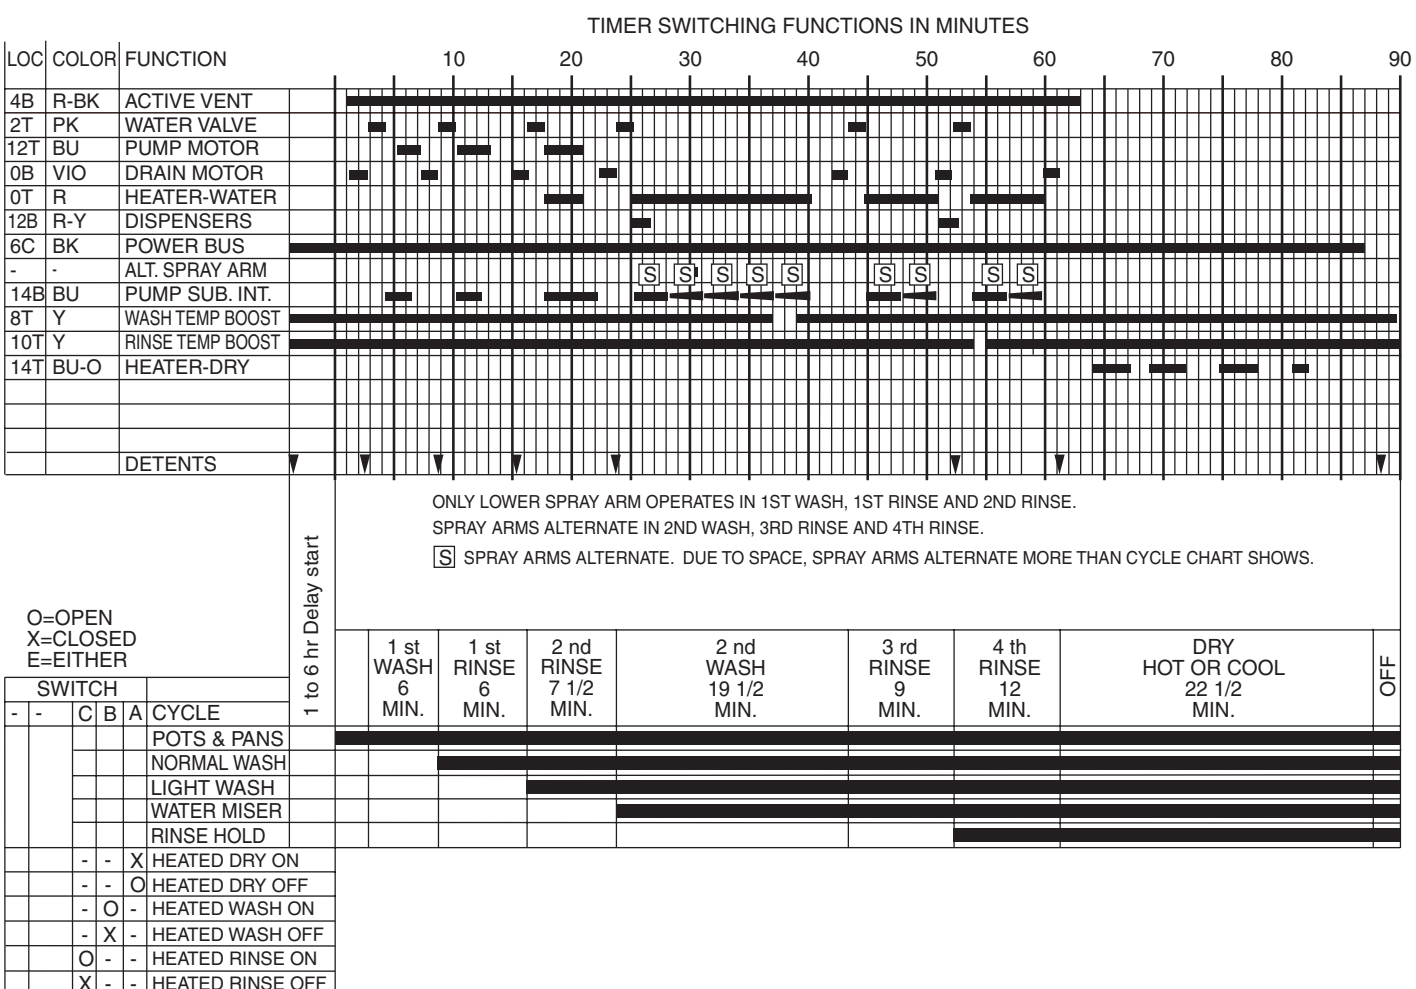 TIMER SWITCHING FUNCTIONS IN MINUTES
LOC COLOR FUNCTION 10 20 30 40 50 60 70 80 90
4B R-BK ACTIVE VENT
2T PK WATER VALVE
12T BU PUMP MOTOR
0B VIO DRAIN MOTOR
0T R HEATER-WATER
12B R-Y DISPENSERS
6C BK POWER BUS
- - ALT. SPRAY ARM S S S S S S S S S
14B BU PUMP SUB. INT.
8T Y WASH TEMP BOOST
10T Y RINSE TEMP BOOST
14T BU-O HEATER-DRY
DETENTS
ONLY LOWER SPRAY ARM OPERATES IN 1ST WASH, 1ST RINSE AND 2ND RINSE.
SPRAY ARMS ALTERNATE IN 2ND WASH, 3RD RINSE AND 4TH RINSE.
S SPRAY ARMS ALTERNATE. DUE TO SPACE, SPRAY ARMS ALTERNATE MORE THAN CYCLE CHART SHOWS.
1 to 6 hr Delay start
O=OPEN
X=CLOSED
E=EITHER
1 st
WASH
6
MIN.
1 st
RINSE
6
MIN.
2 nd
RINSE
7 1/2
MIN.
2 nd
WASH
19 1/2
MIN.
3 rd
RINSE
9
MIN.
4 th
RINSE
12
MIN.
DRY
HOT OR COOL
22 1/2
MIN.
OFF
SWITCH
- - C B A CYCLE
POTS & PANS
NORMAL WASH
LIGHT WASH
WATER MISER
RINSE HOLD
- - X HEATED DRY ON
- - O HEATED DRY OFF
- O - HEATED WASH ON
- X - HEATED WASH OFF
O - - HEATED RINSE ON
X - - HEATED RINSE OFF